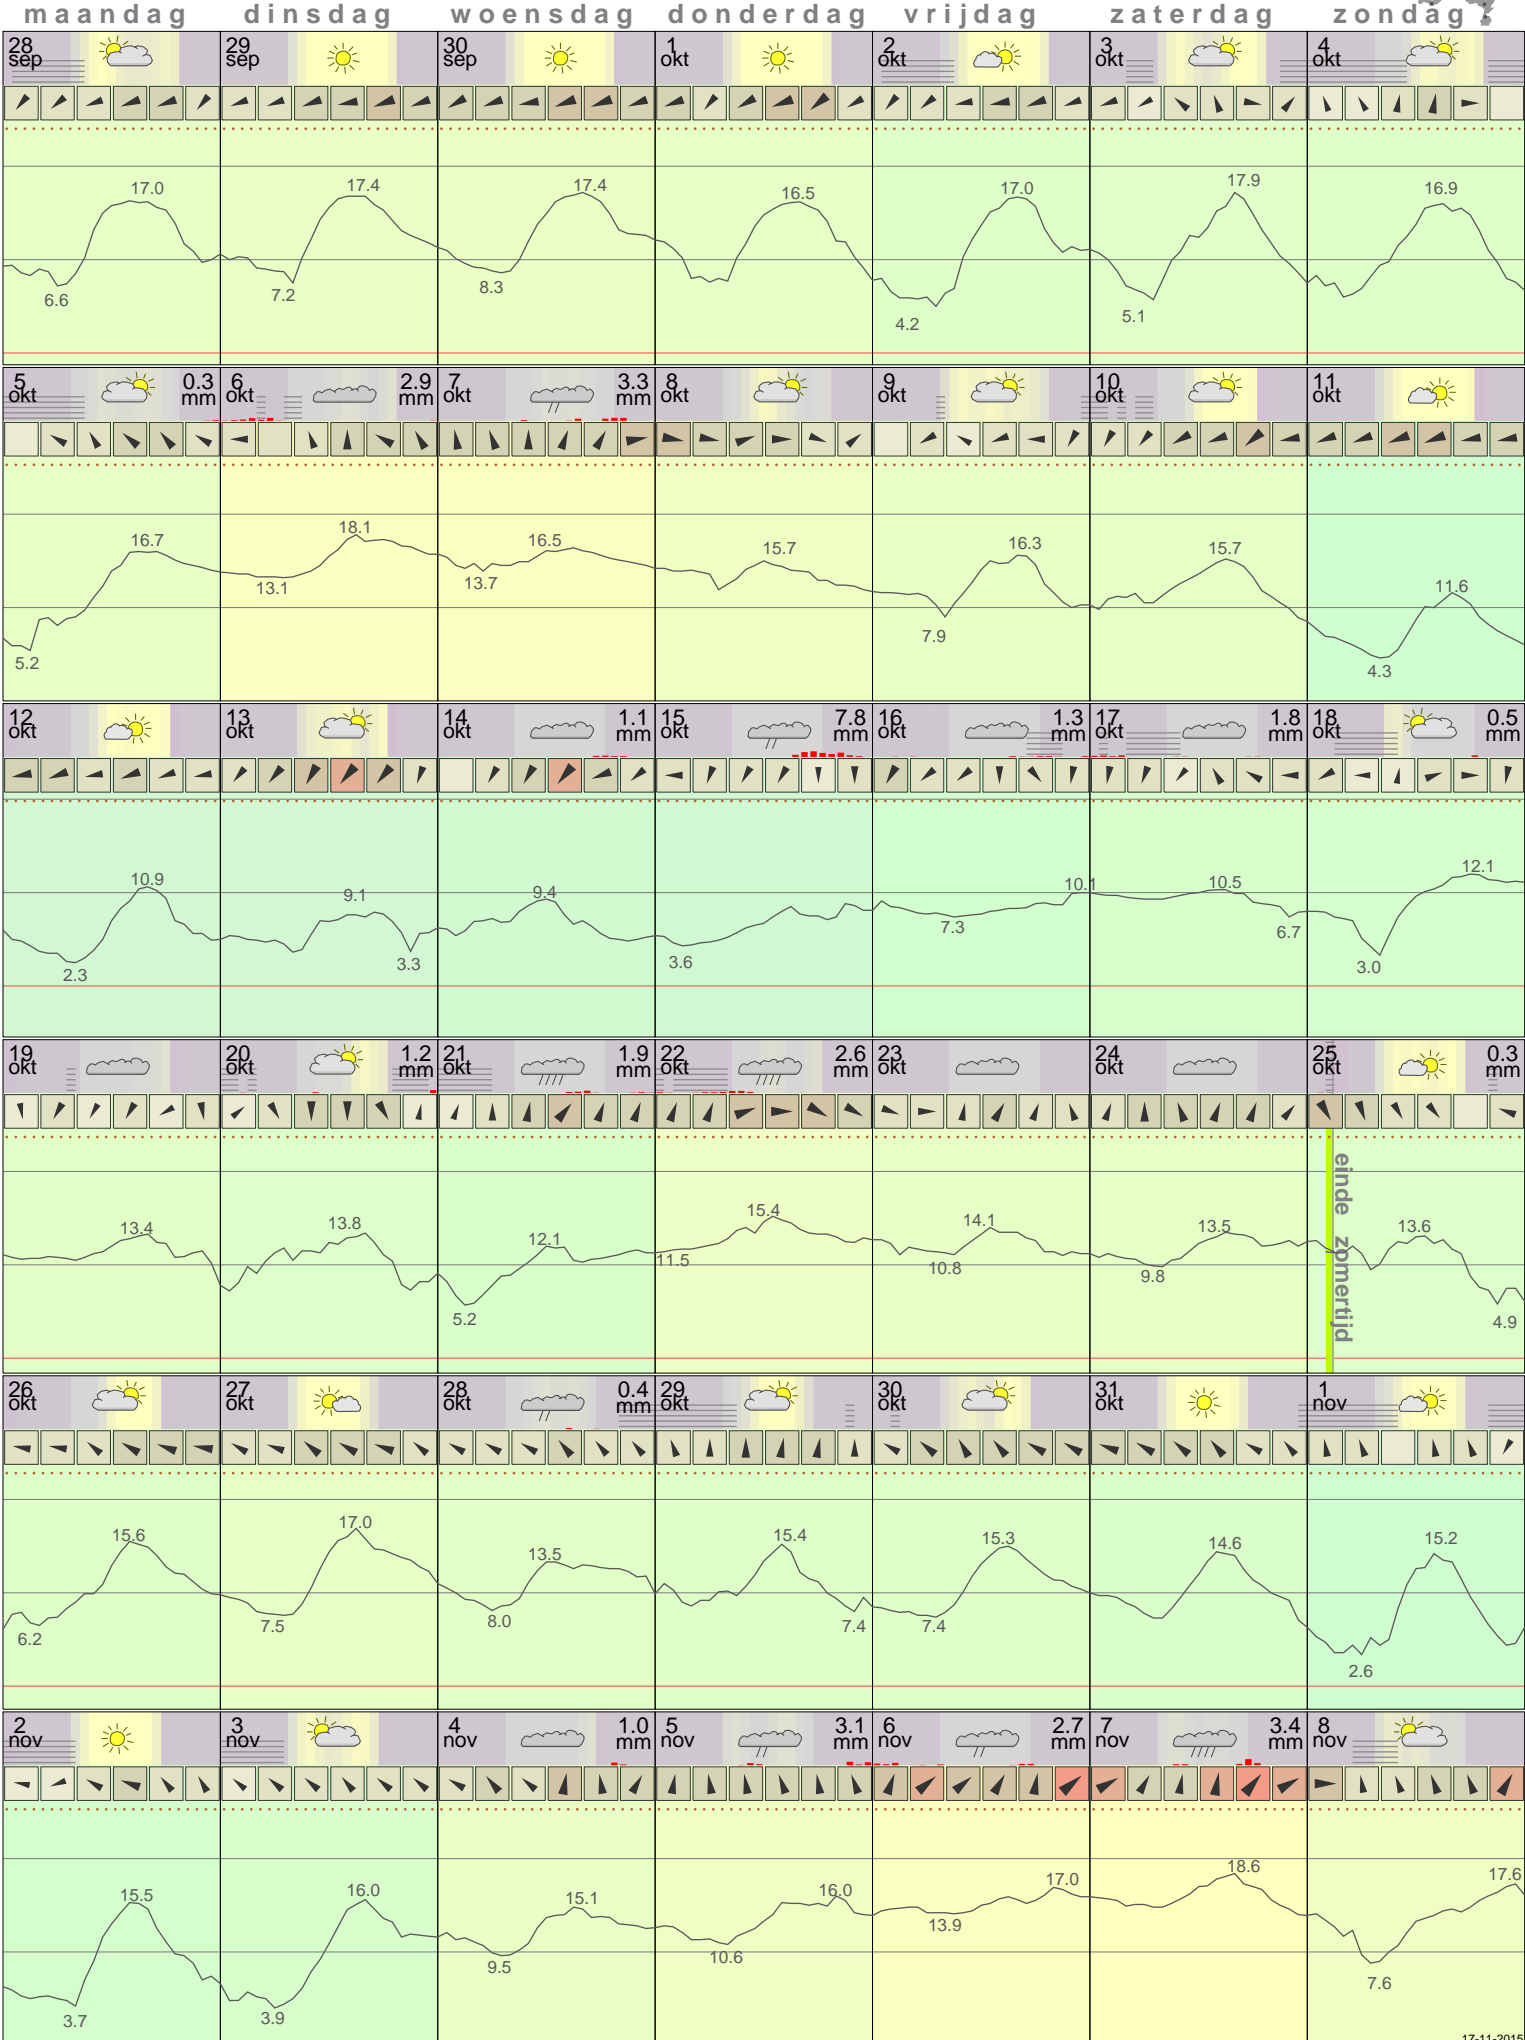 maandag dinsdag woensdag donderdag vrijdag zaterdag zondag
28 29 30 1 2 3 4
sep sep sep okt okt okt okt
17.0 17.4 17.4 16.5 17.0 17.9 16.9
6.6 7.2 8.3 4.2 5.1
5 0.3 6 2.9 7 3.3 8 9 10 11
okt mm okt mm okt mm okt okt okt okt
16.7 18.1 16.5 15.7 16.3 15.7 11.6
5.2 13.1 13.7 7.9 4.3
12 13 14 1.1 15 7.8 16 1.3 17 1.8 18 0.5
okt okt okt mm okt mm okt mm okt mm okt mm
10.9 9.1 9.4 10.1 10.5 12.1
2.3 3.3 3.6 7.3 6.7 3.0
19 20 1.2 21 1.9 22 2.6 23 24 25 0.3
okt okt mm okt mm okt mm okt okt okt mm
einde zomertijd
13.4 13.8 12.1 15.4 14.1 13.5 13.6
5.2 11.5 10.8 9.8 4.9
26 27 28 0.4 29 30 31 1
okt okt okt mm okt okt okt nov
15.6 17.0 13.5 15.4 15.3 14.6 15.2
6.2 7.5 8.0 7.4 7.4 2.6
2 3 4 1.0 5 3.1 6 2.7 7 3.4 8
nov nov nov mm nov mm nov mm nov mm nov
15.5 16.0 15.1 16.0 17.0 18.6 17.6
3.7 3.9 9.5 10.6 13.9 7.6
17-11-2015